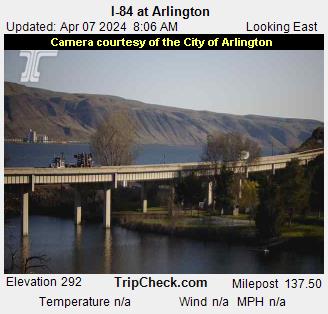 I-84 at Arlington
Updated: Apr 07 2024 8:06 AM Looking East
Camera courtesy of the City of Arlington
Elevation 292 TripCheck.com Milepost 137.50
Temperature n/a Wind n/a MPH n/a